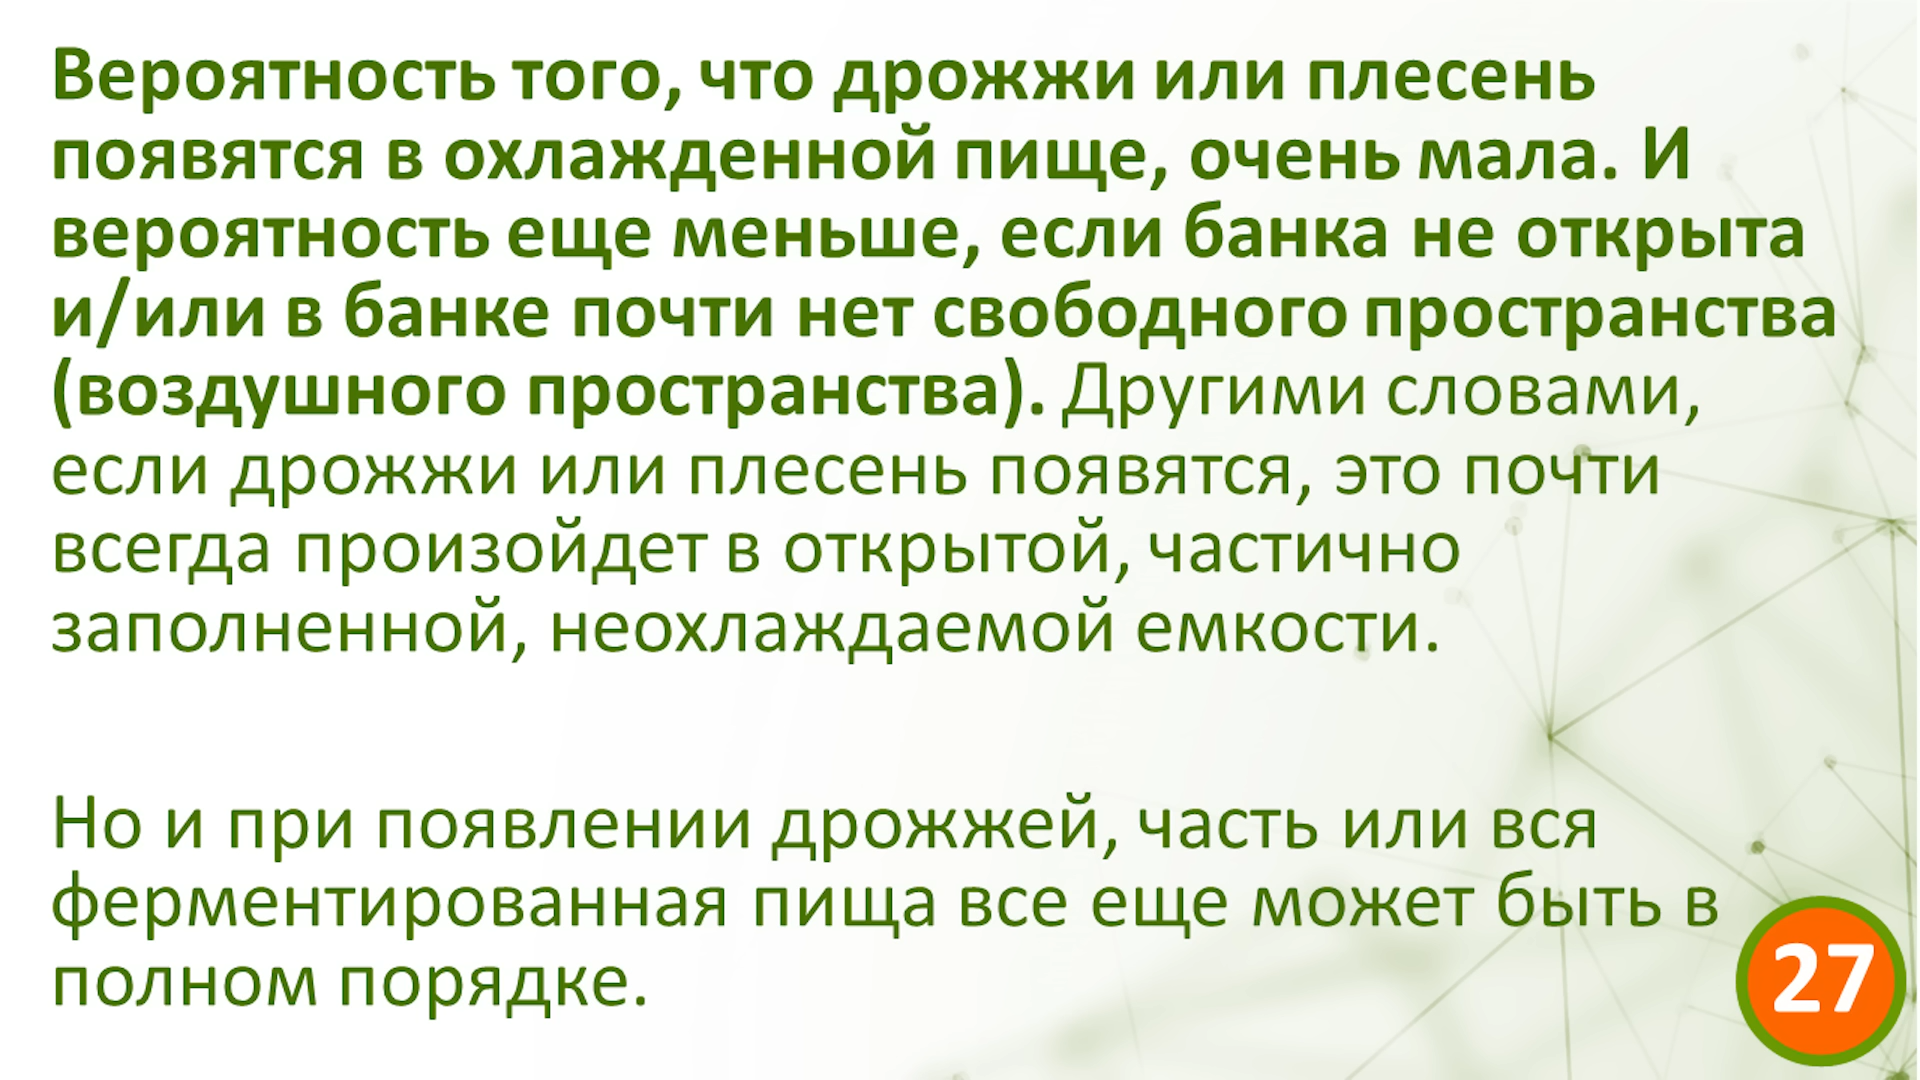 Вероятность того, что дрожжи или плесень
появятся в охлажденной пище, очень мала. И
вероятность еще меньше, если банка не открыта
и/или в банке почти нет свободного пространства
(воздушного пространства). Другими словами,
если дрожжи или плесень появятся, это почти
всегда произойдет в открытой, частично
заполненной, неохлаждаемой емкости.
Но и при появлении дрожжей, часть или вся
ферментированная пища все еще может быть в
полном порядке.
27